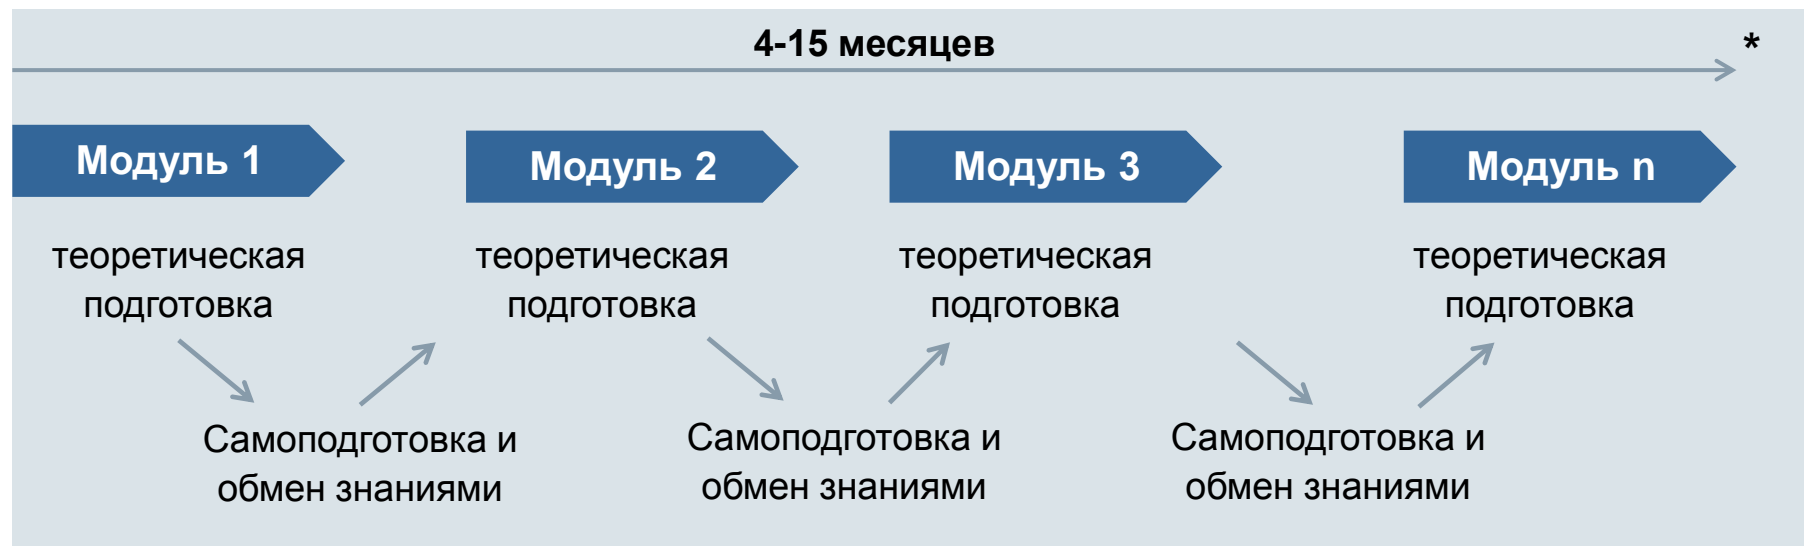 4-15 месяцев *
Модуль 1
Модуль 2
Модуль 3
Модуль n
теоретическая
подготовка
теоретическая
подготовка
теоретическая
подготовка
теоретическая
подготовка
Самоподготовка и
обмен знаниями
Самоподготовка и
обмен знаниями
Самоподготовка и
обмен знаниями